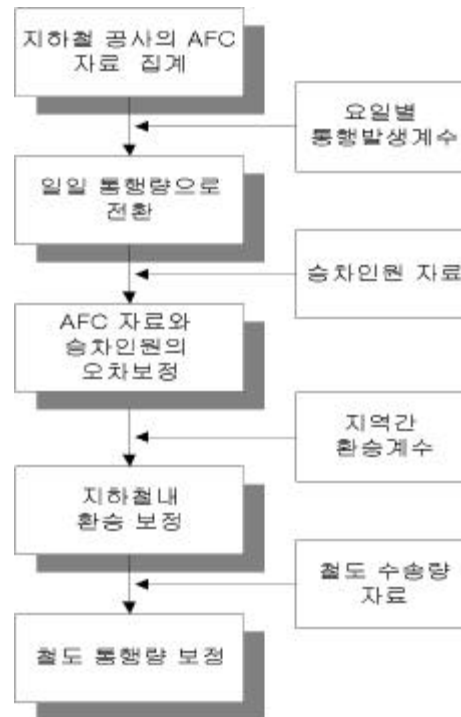 지하철 공사의 AFC
자료 집계
요일별
통행발생계수
일일 통행량으로
전환
승차인원 자료
AFC 자료와
승차인원의
오차보정
지역간
환승계수
지하철내
환승 보정
철도 수송량
자료
철도 통행량 보정